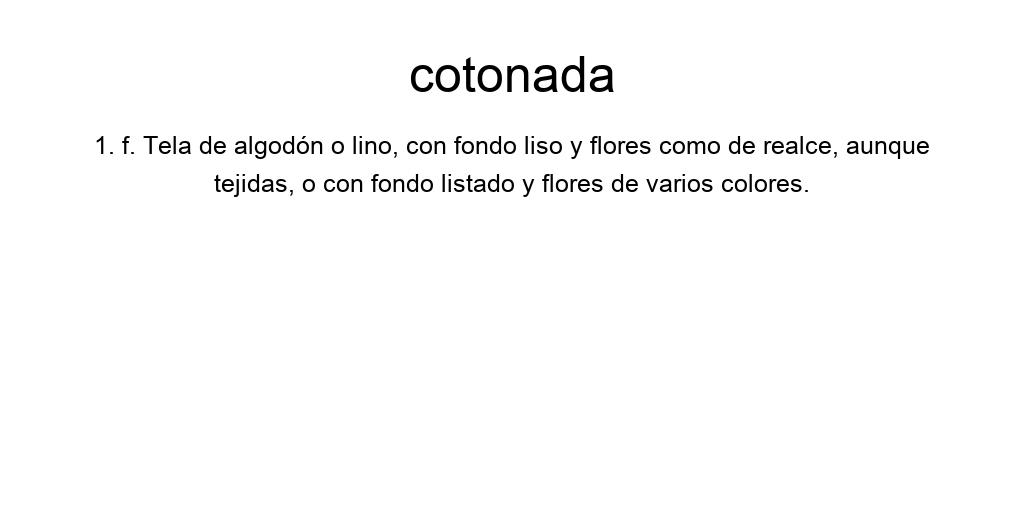 cotonada
1. f. Tela de algodón o lino, con fondo liso y flores como de realce, aunque
tejidas, o con fondo listado y flores de varios colores.